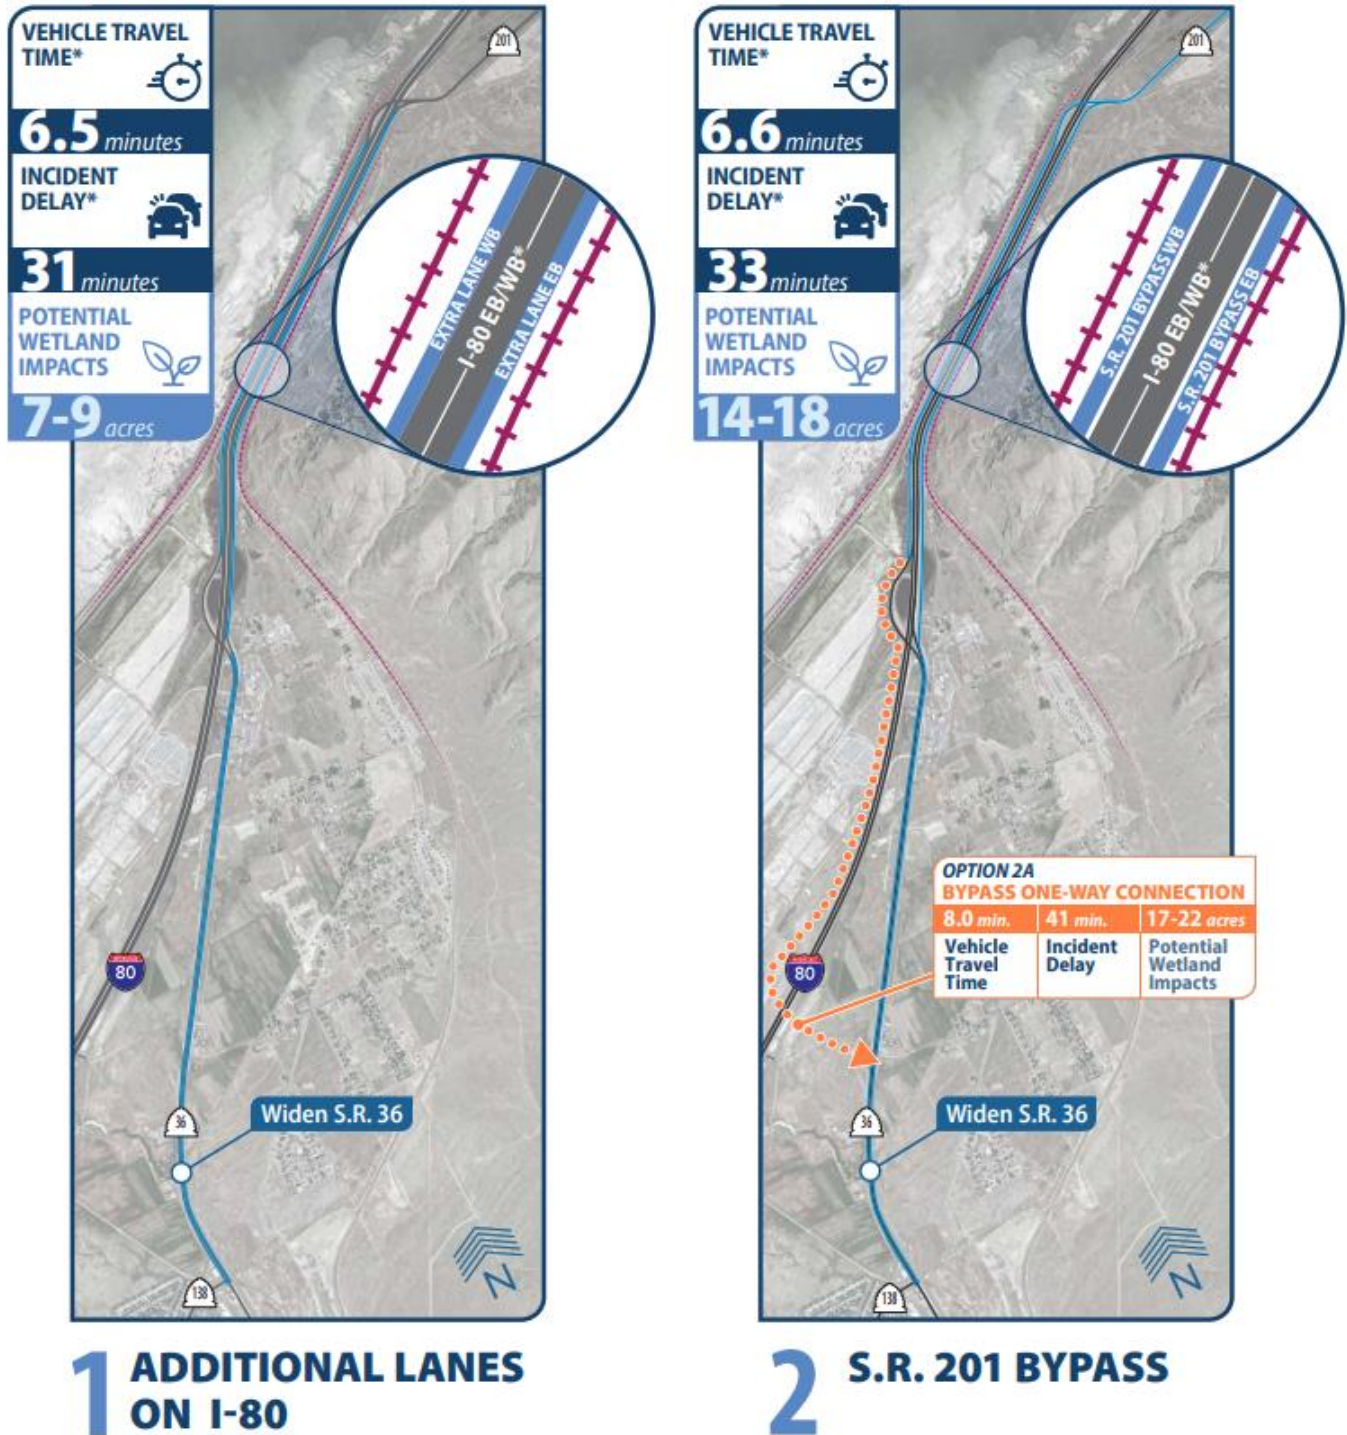 VEHICLE TRAVEL
TIME*
6.5 minutes
INCIDENT
DELAY*
31 minutes
POTENTIAL
WETLAND
IMPACTS
7-9 acres
201
EXTRA LANE WB
I-80 EB/WB*
EXTRA LANE EB
80
36
Widen S.R. 36
138
N
1 ADDITIONAL LANES
ON I-80
VEHICLE TRAVEL
TIME*
6.6 minutes
INCIDENT
DELAY*
33 minutes
POTENTIAL
WETLAND
IMPACTS
14-18 acres
201
S.R. 201 BYPASS WB
I-80 EB/WB*
S.R. 201 BYPASS EB
OPTION 2A
BYPASS ONE-WAY CONNECTION
8.0 min. 41 min. 17-22 acres
Vehicle
Travel
Time
Incident
Delay
Potential
Wetland
Impacts
80
36
Widen S.R. 36
138
N
2 S.R. 201 BYPASS